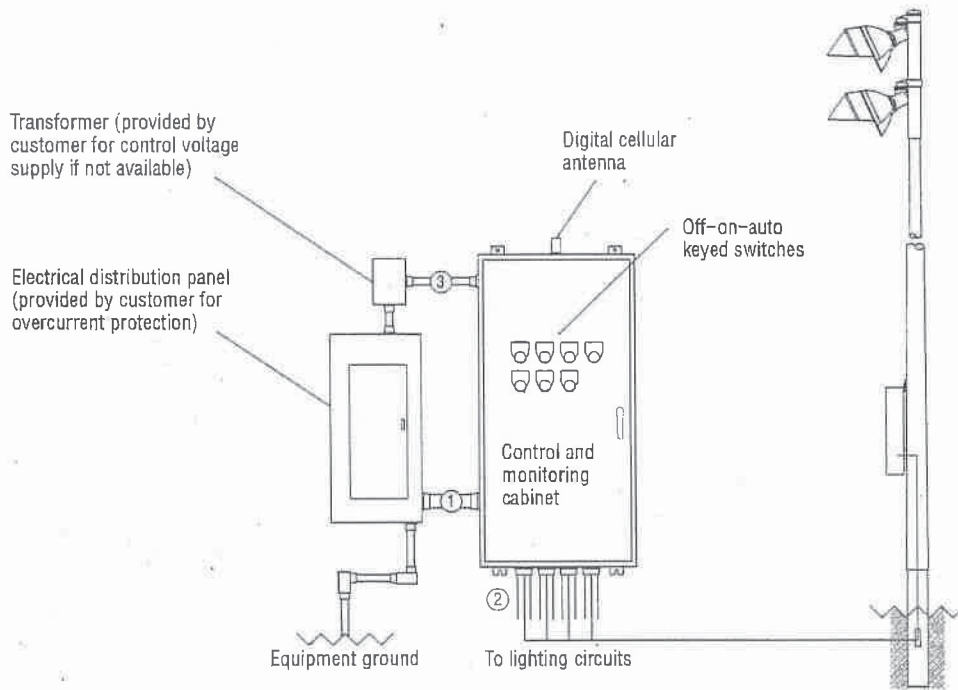 Transformer (provided by
customer for control voltage
supply if not available)
Digital cellular
antenna
Off-on-auto
keyed switches
Electrical distribution panel
(provided by customer for
overcurrent protection)
3
Control and
monitoring
cabinet
1
2
Equipment ground
To lighting circuits